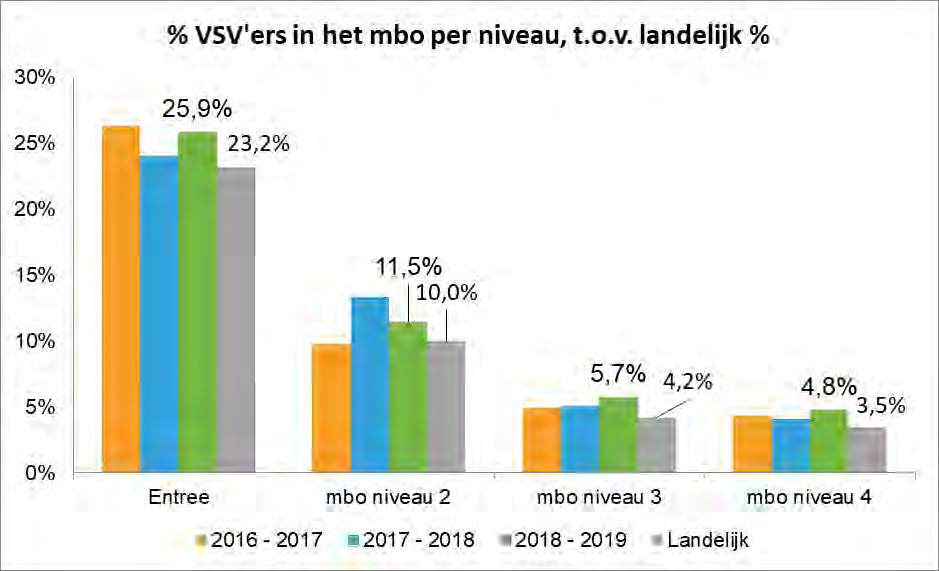 % VSV'ers in het mbo per niveau, t.o.v. landelijk %
30%
25%
20%
15%
10%
5%
0%
25,9%
23,2%
11,5%
10,0%
5,7%
4,2%
4,8%
3,5%
Entree
mbo niveau 2
mbo niveau 3
mbo niveau 4
2016 - 2017
2017 - 2018
2018 - 2019
Landelijk